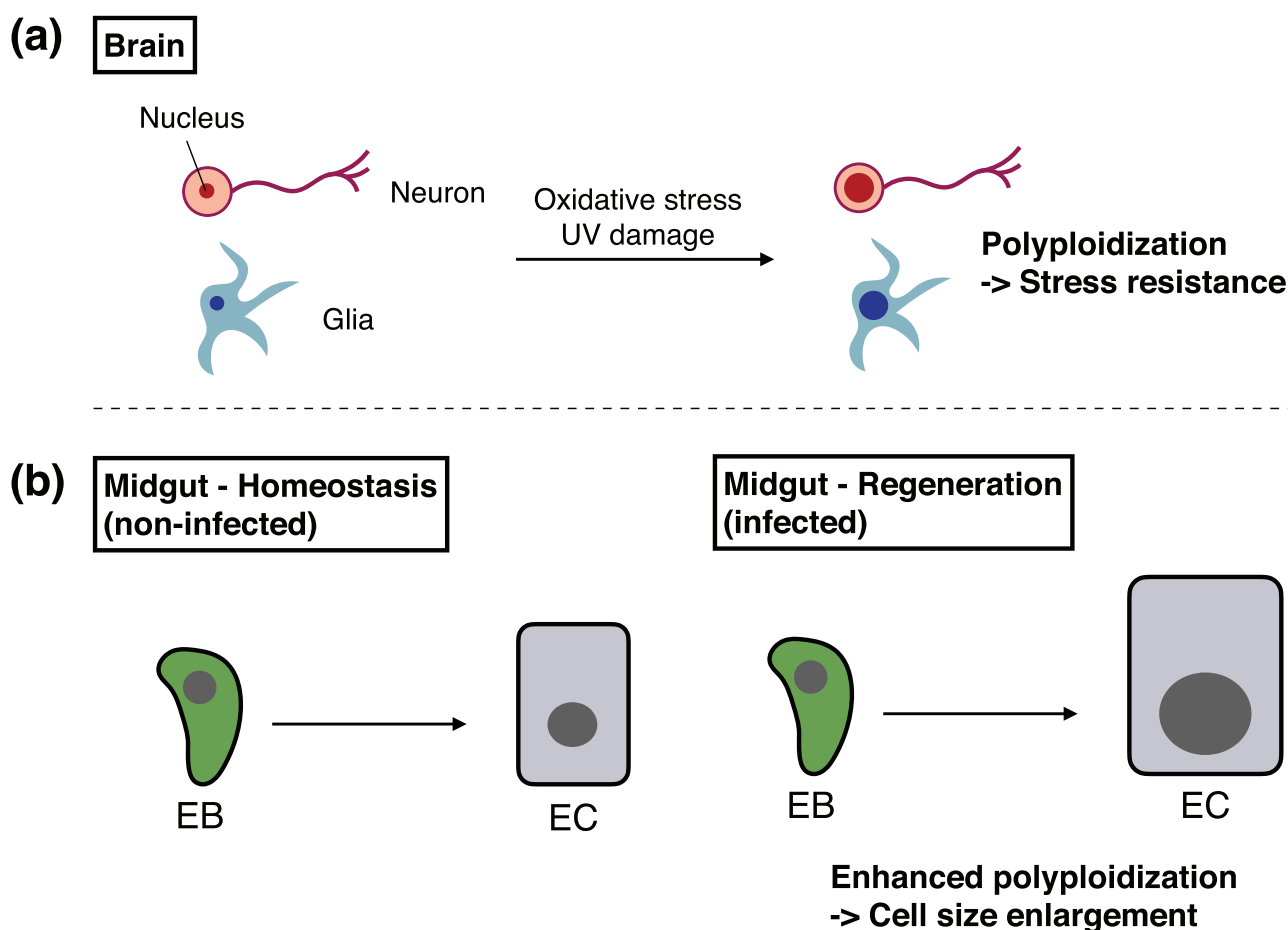 (a)
Brain
Nucleus
Neuron
Glia
Oxidative stress
UV damage
Polyploidization
-> Stress resistance
(b)
Midgut - Homeostasis
(non-infected)
EB
EC
Midgut - Regeneration
(infected)
EB
EC
Enhanced polyploidization
-> Cell size enlargement